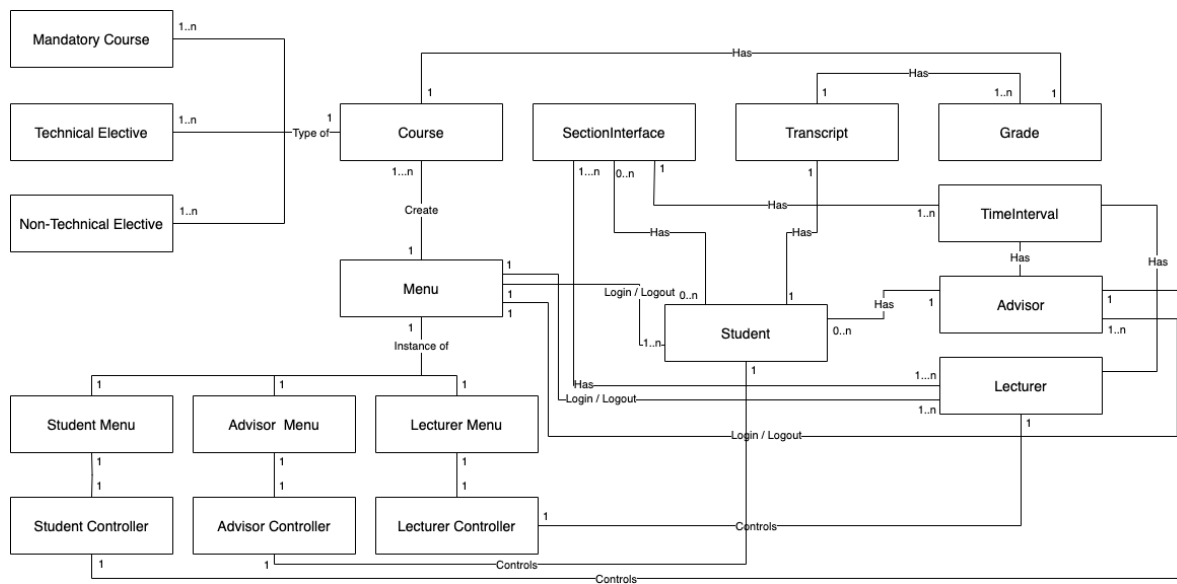 1..n
Mandatory Course
Has
1
1
Has
1
1..n
1..n
1
Technical Elective
Type of
Course
SectionInterface
Transcript
Grade
1..n
1...n
1...n
0..n
1
1
Non-Technical Elective
Create
Has
1..n
TimeInterval
Has
Has
Has
Has
1
1
Menu
Login / Logout
1
1
1
0..n
1
Has
1
Advisor
1
1..n
Student
0..n
1
Instance of
1..n
1
1
1
Has
1...n
Lecturer
Login / Logout
1..n
Student Menu
Advisor  Menu
Lecturer Menu
1
Login / Logout
1
1
1
1
1
1
Student Controller
Advisor Controller
Lecturer Controller
1
Controls
1
1
Controls
Controls